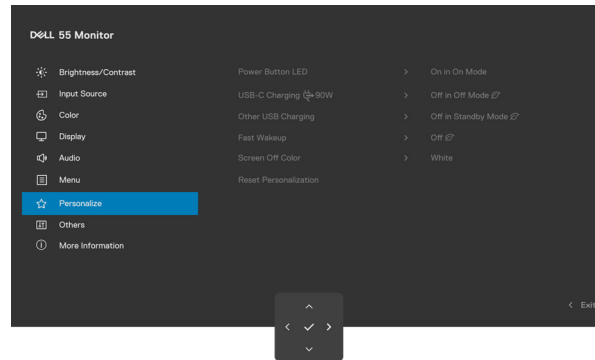 DELL 55 Monitor
Brightness/Contrast
Input Source
Color
Display
Audio
Menu
Personalize
Others
More Information
Power Button LED > On in On Mode
USB-C Charging 90W > Off in Off Mode
Other USB Charging > Off in Standby Mode
Fast Wakeup > Off
Screen Off Color > White
Reset Personalization
< Exit